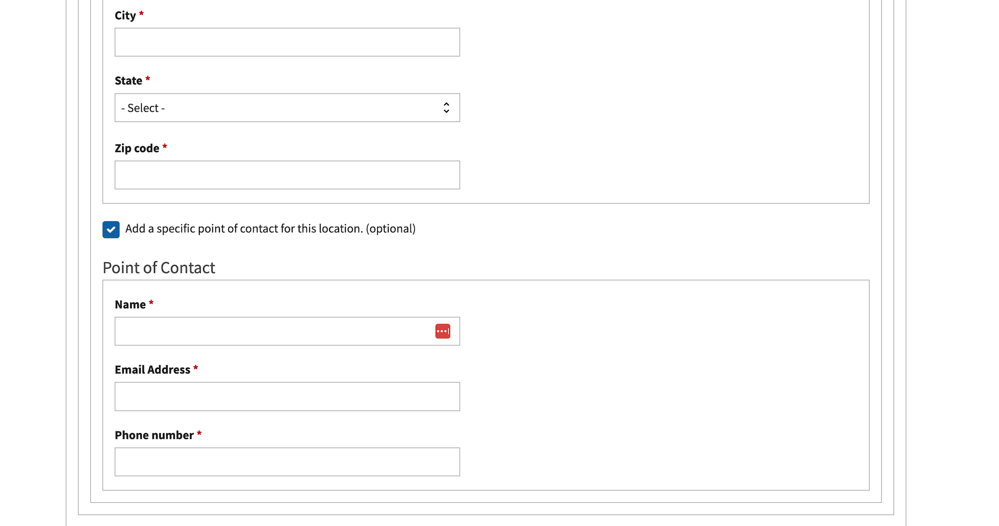 City *
State *
- Select -
Zip code *
Add a specific point of contact for this location. (optional)
Point of Contact
Name *
Email Address *
Phone number *